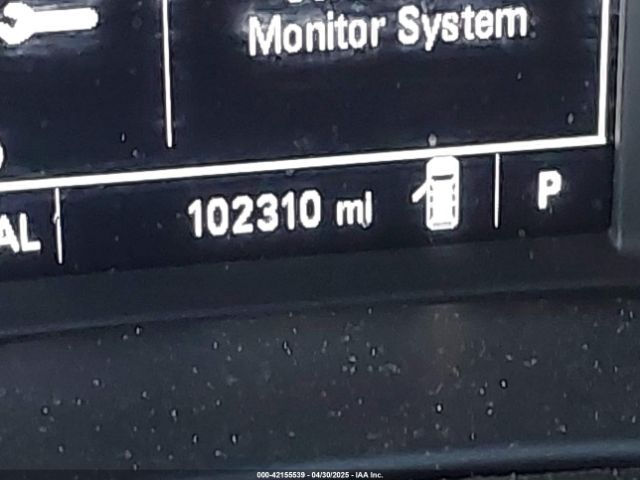 Monitor System
AL
102310 mi
P
000-42155539 - 04/30/2025 - IAA Inc.